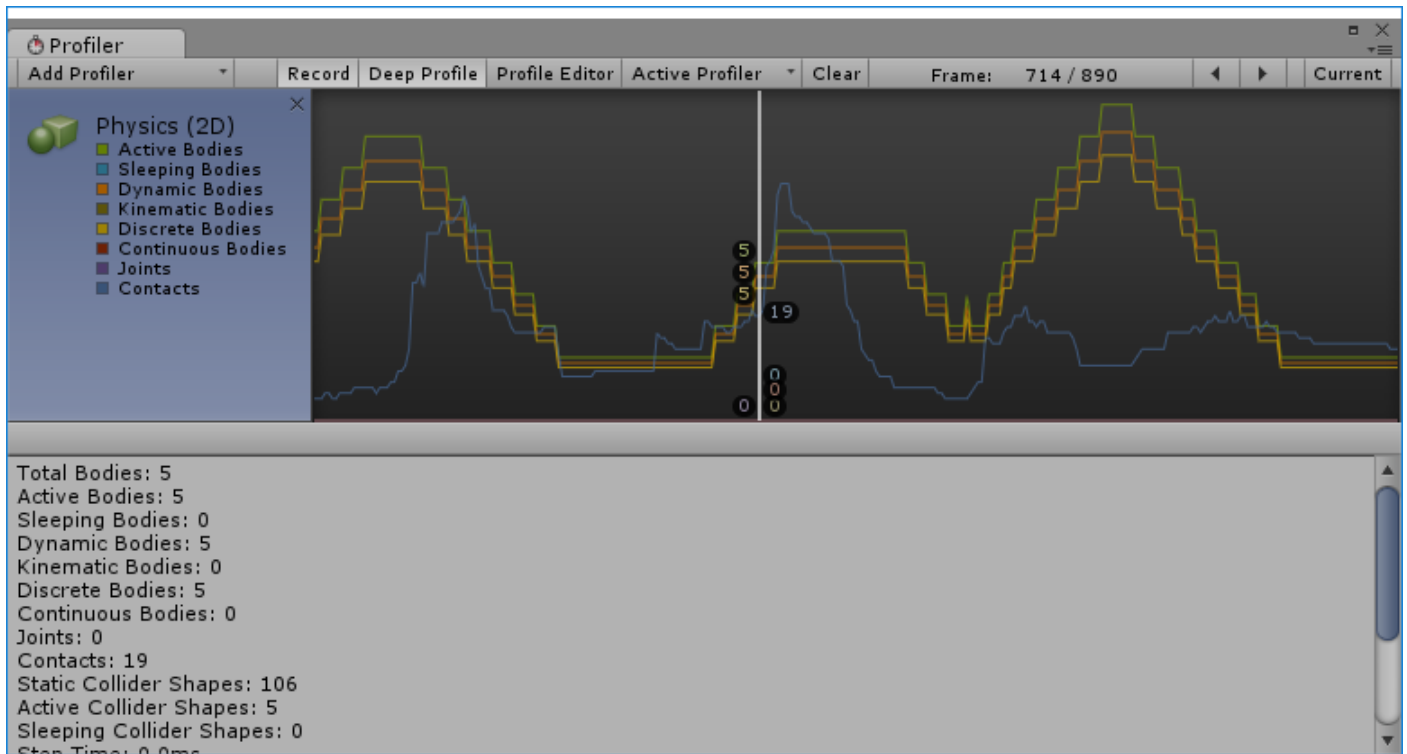 Profiler
Add Profiler Record Deep Profile Profile Editor Active Profiler Clear Frame: 714 / 890 Current
Physics (2D)
Active Bodies
Sleeping Bodies
Dynamic Bodies
Kinematic Bodies
Discrete Bodies
Continuous Bodies
Joints
Contacts
5
5
5
19
0
0
0 0
Total Bodies: 5
Active Bodies: 5
Sleeping Bodies: 0
Dynamic Bodies: 5
Kinematic Bodies: 0
Discrete Bodies: 5
Continuous Bodies: 0
Joints: 0
Contacts: 19
Static Collider Shapes: 106
Active Collider Shapes: 5
Sleeping Collider Shapes: 0
Step Time: 0.0ms